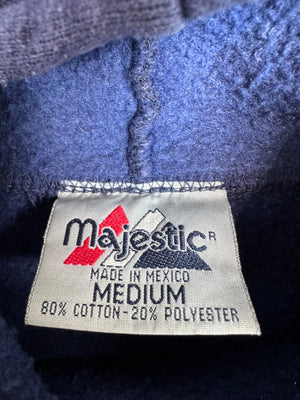 Majestic®
MADE IN MEXICO
MEDIUM
80% COTTON-20% POLYESTER